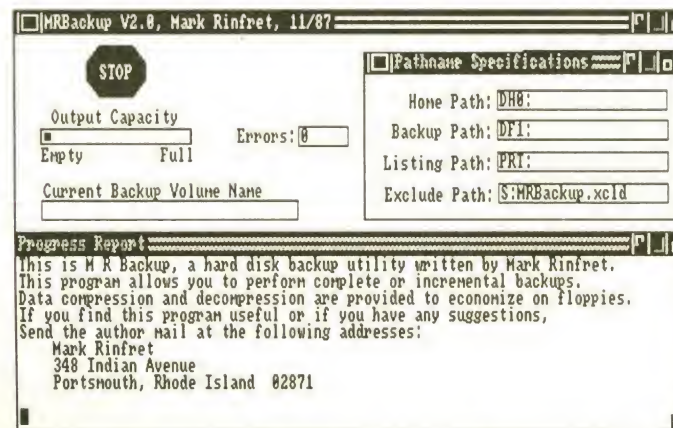 MRBackup V2.0, Mark Rinfret, 11/87
STOP
Output Capacity
Empty Full
Errors: 0
Current Backup Volume Name
Pathname Specifications
Home Path: DH0:
Backup Path: DF1:
Listing Path: PRT:
Exclude Path: S:MRBackup.xcld
Progress Report
This is M R Backup, a hard disk backup utility written by Mark Rinfret.
This program allows you to perform complete or incremental backups.
Data compression and decompression are provided to economize on floppies.
If you find this program useful or if you have any suggestions,
Send the author mail at the following addresses:
Mark Rinfret
348 Indian Avenue
Portsmouth, Rhode Island 02871